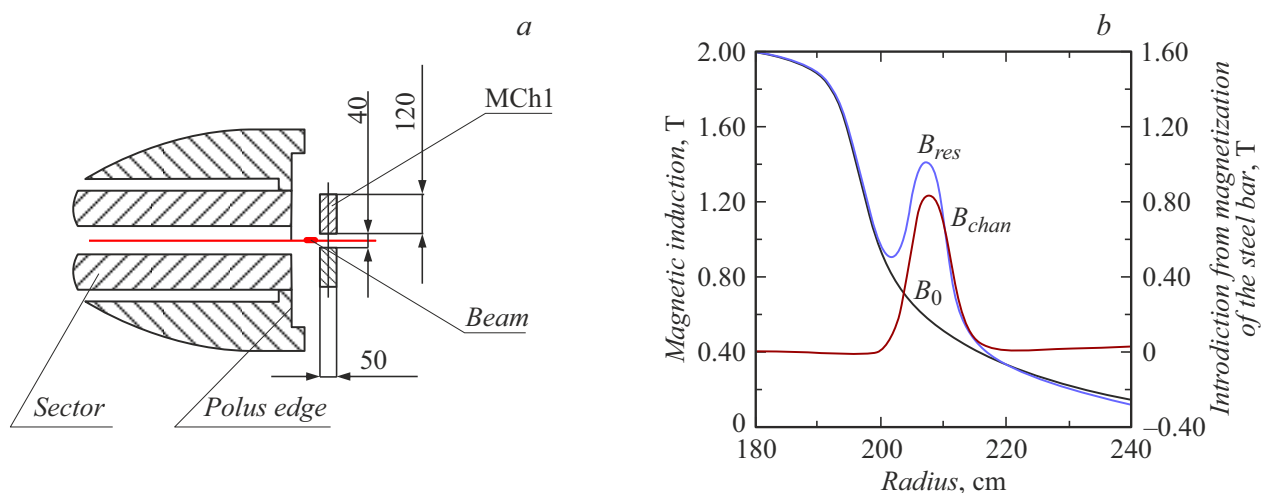 a
40
120
MCh1
Beam
50
Sector
Polus edge
b
Magnetic induction, T
2.00
1.60
1.20
0.80
0.40
0
B_res
B_chan
B_0
1.60
1.20
0.80
0.40
0
–0.40
Introdiction from magnetization
of the steel bar, T
180
200
220
240
Radius, cm